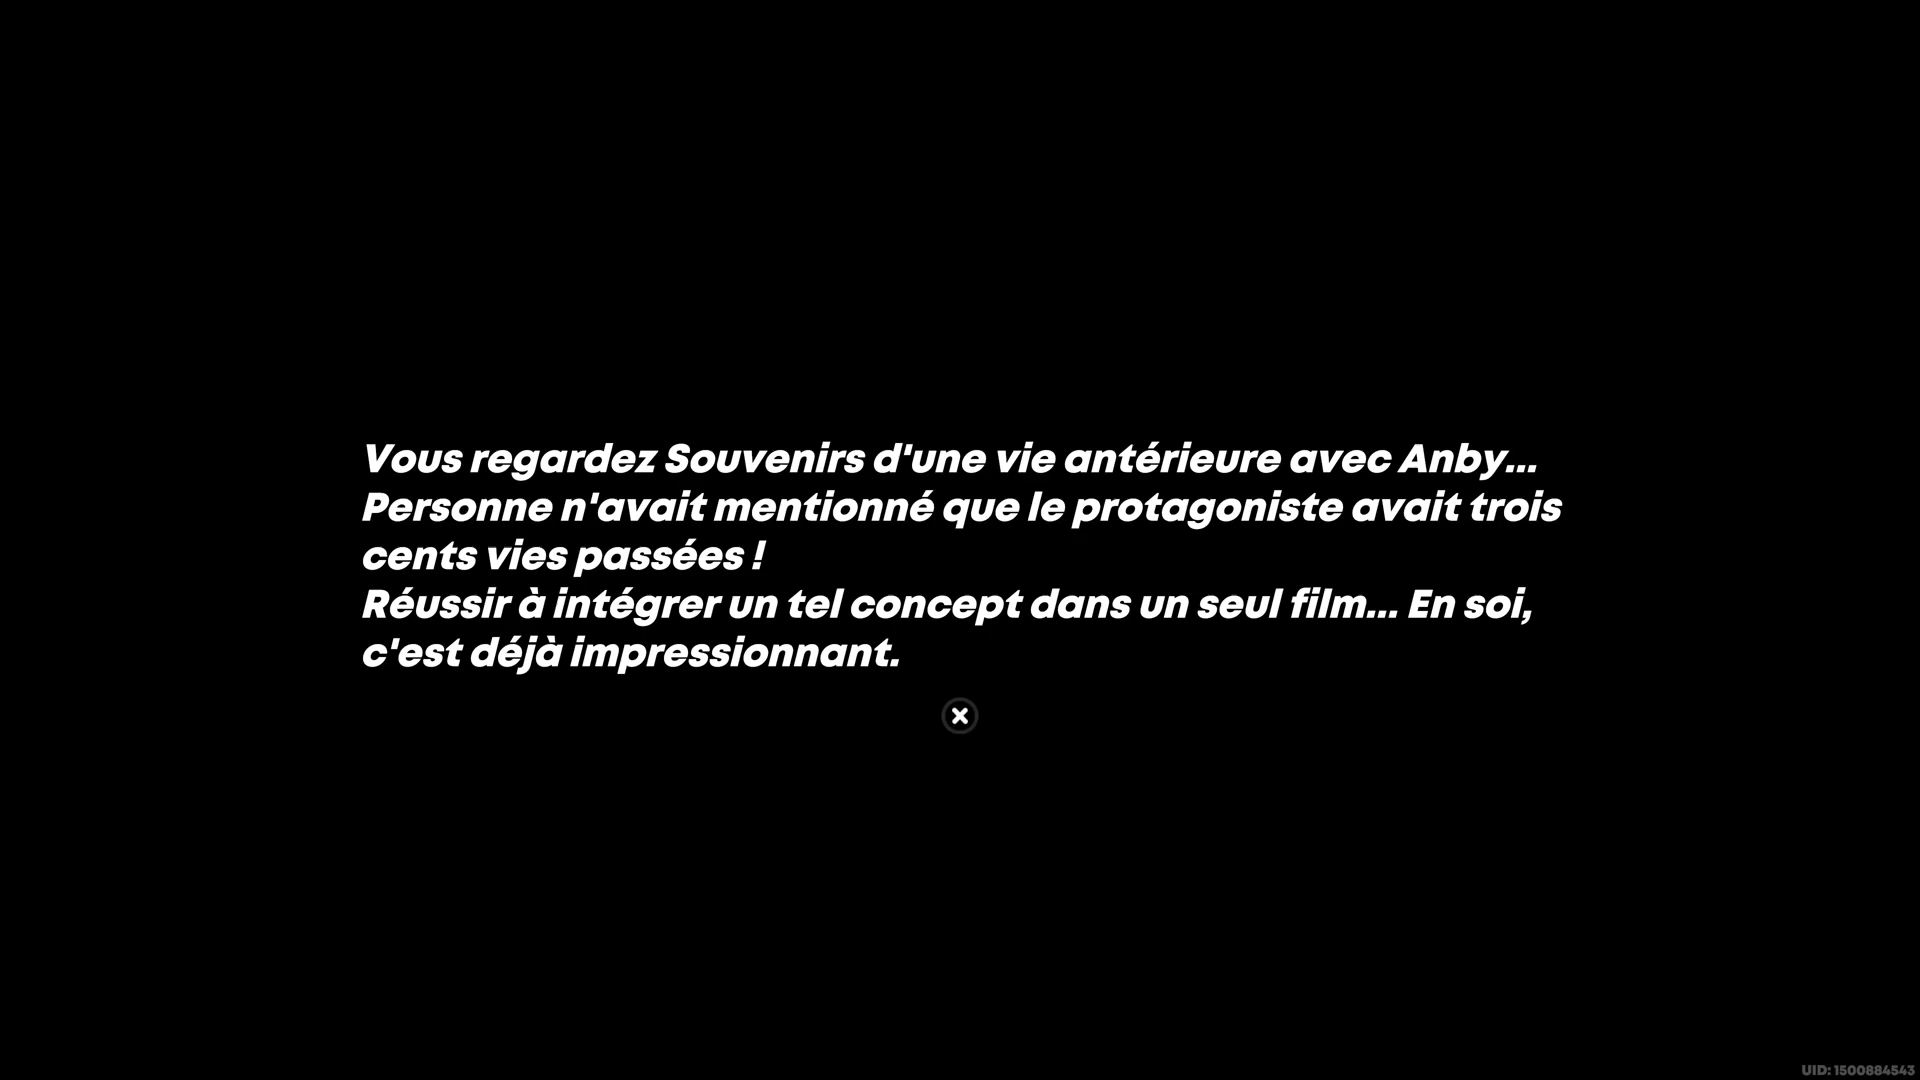 Vous regardez Souvenirs d'une vie antérieure avec Anby...
Personne n'avait mentionné que le protagoniste avait trois
cents vies passées !
Réussir à intégrer un tel concept dans un seul film... En soi,
c'est déjà impressionnant.
UID: 1500884543